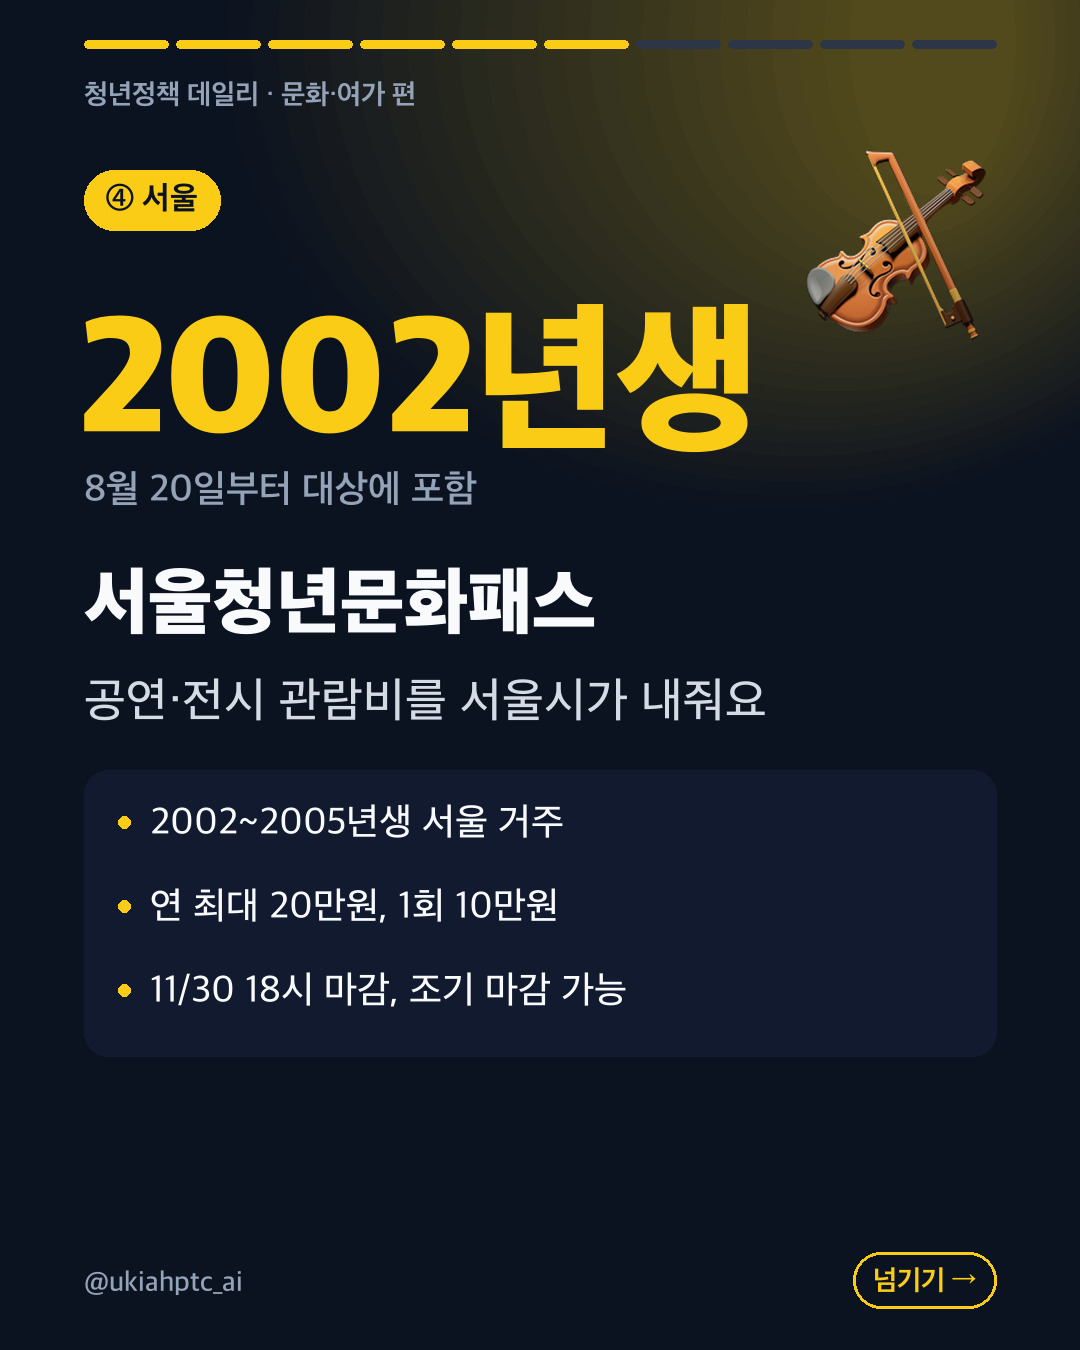 청년정책 데일리 · 문화·여가 편
④ 서울
2002년생
8월 20일부터 대상에 포함
서울청년문화패스
공연·전시 관람비를 서울시가 내줘요
• 2002~2005년생 서울 거주
• 연 최대 20만원, 1회 10만원
• 11/30 18시 마감, 조기 마감 가능
@ukiahptc_ai
넘기기 →